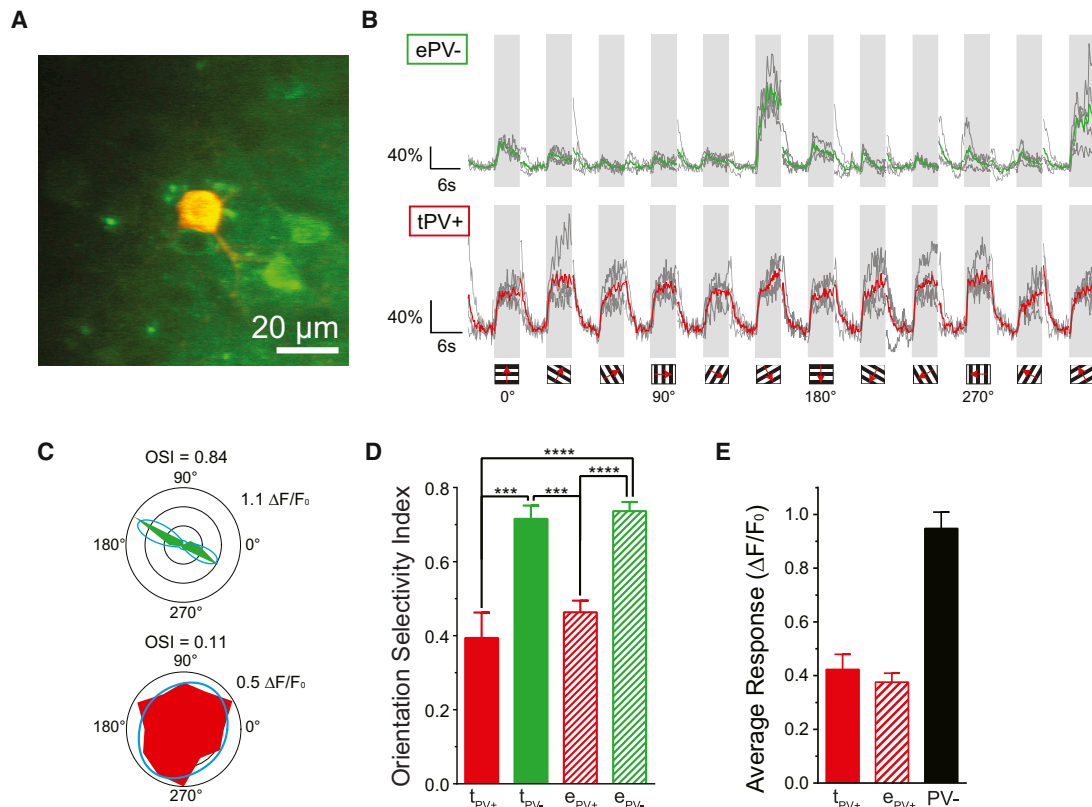 A
20 µm
B
ePV-
40%
6s
tPV+
40%
6s
0°
90°
180°
270°
C
OSI = 0.84
90°
1.1 ΔF/F₀
180°
0°
270°
OSI = 0.11
90°
0.5 ΔF/F₀
180°
0°
270°
D
****
*** *** ****
Orientation Selectivity Index
0.8
0.6
0.4
0.2
0.0
tPV+ tPV- ePV+ ePV-
E
Average Response (ΔF/F₀)
1.0
0.8
0.6
0.4
0.2
0.0
tPV+ ePV+ PV-